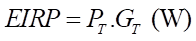 EIRP = P_T.G_T (W)